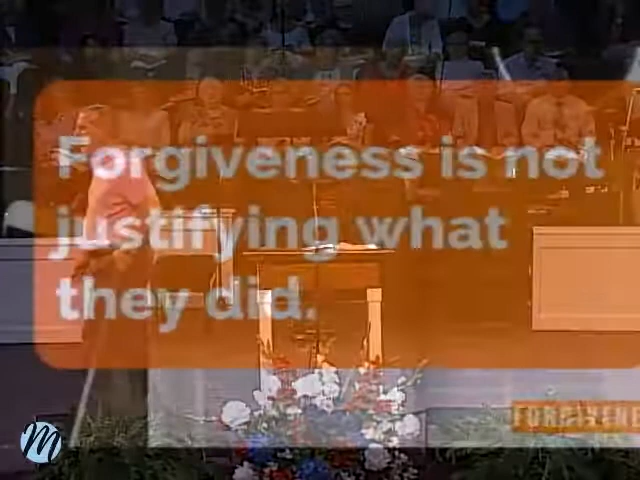 Forgiveness is not
justifying what
they did.
FORGIVENE
M